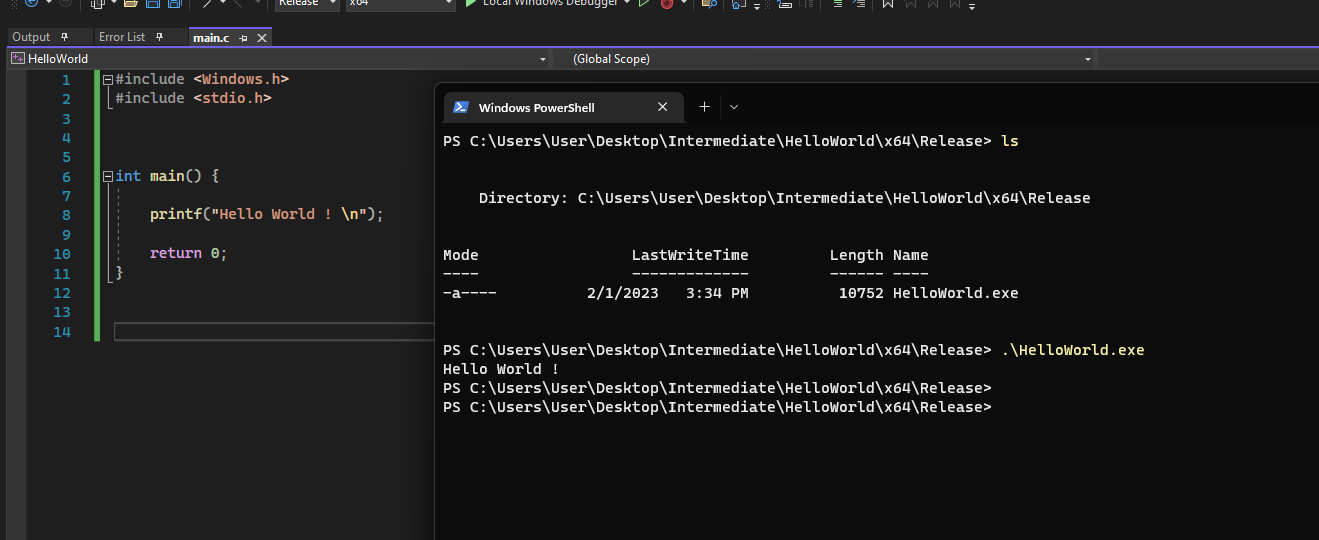 Release x64 Local Windows Debugger
Output Error List main.c
HelloWorld (Global Scope)
1 #include <Windows.h>
2 #include <stdio.h>
3
4
5
6 int main() {
7
8 printf("Hello World ! \n");
9
10 return 0;
11 }
12
13
14
Windows PowerShell
PS C:\Users\User\Desktop\Intermediate\HelloWorld\x64\Release> ls
Directory: C:\Users\User\Desktop\Intermediate\HelloWorld\x64\Release
Mode LastWriteTime Length Name
---- ------------- ------ ----
-a---- 2/1/2023 3:34 PM 10752 HelloWorld.exe
PS C:\Users\User\Desktop\Intermediate\HelloWorld\x64\Release> .\HelloWorld.exe
Hello World !
PS C:\Users\User\Desktop\Intermediate\HelloWorld\x64\Release>
PS C:\Users\User\Desktop\Intermediate\HelloWorld\x64\Release>